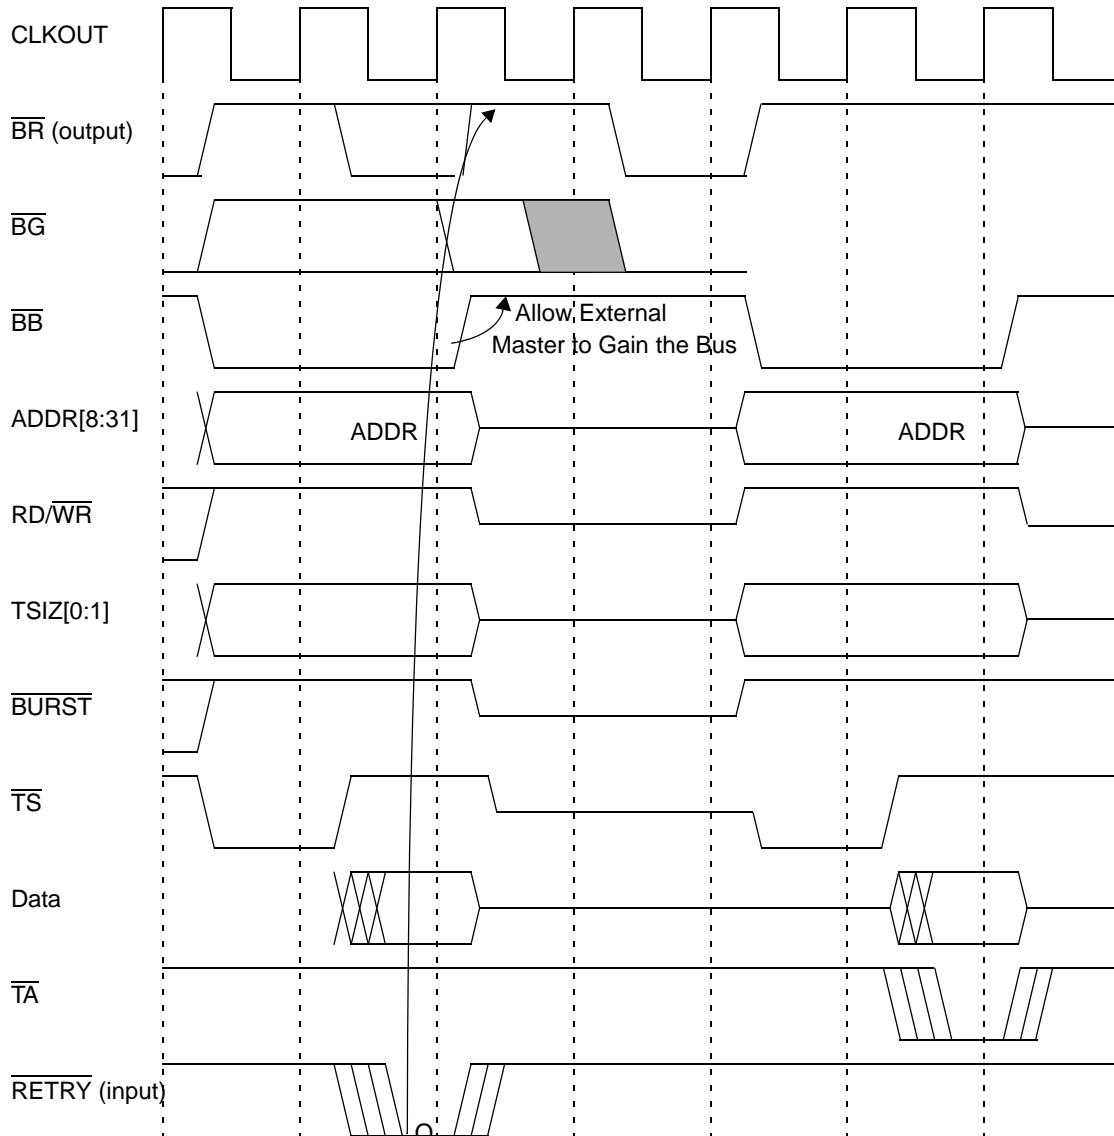 CLKOUT
BR (output)
BG
BB
Allow External
Master to Gain the Bus
ADDR[8:31]
ADDR
ADDR
RD/WR
TSIZ[0:1]
BURST
TS
Data
TA
RETRY (input)
O